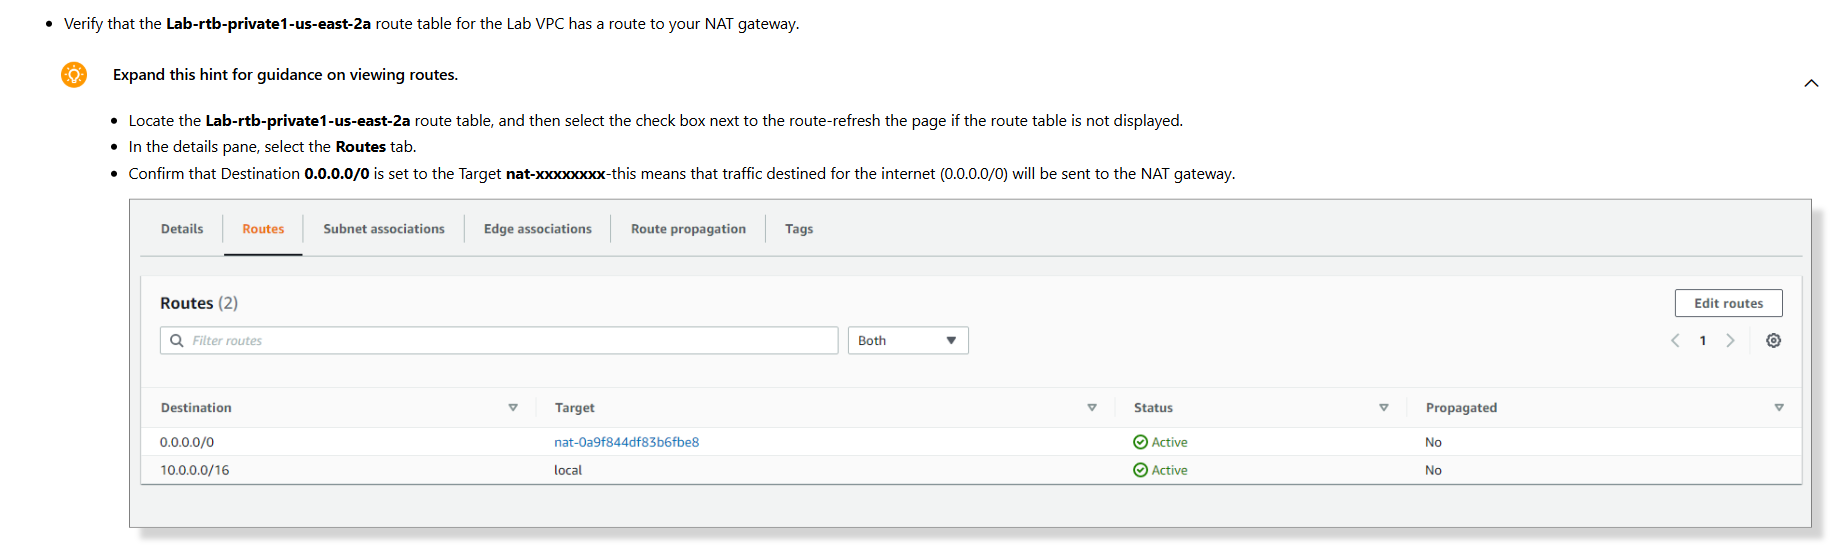 Verify that the Lab-rtb-private1-us-east-2a route table for the Lab VPC has a route to your NAT gateway.
Expand this hint for guidance on viewing routes.
Locate the Lab-rtb-private1-us-east-2a route table, and then select the check box next to the route-refresh the page if the route table is not displayed.
In the details pane, select the Routes tab.
Confirm that Destination 0.0.0.0/0 is set to the Target nat-xxxxxxxx-this means that traffic destined for the internet (0.0.0.0/0) will be sent to the NAT gateway.
Details Routes Subnet associations Edge associations Route propagation Tags
Routes (2) Edit routes
Filter routes Both 1
Destination Target Status Propagated
0.0.0.0/0 nat-0a9f844df83b6fbe8 Active No
10.0.0.0/16 local Active No